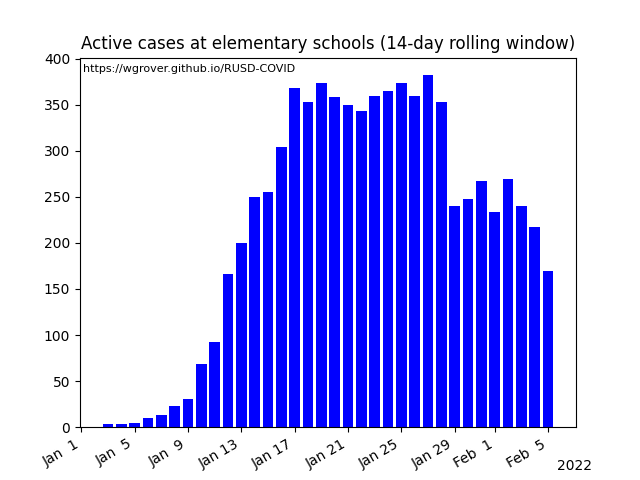 Active cases at elementary schools (14-day rolling window)
https://wgrover.github.io/RUSD-COVID
400
350
300
250
200
150
100
50
0
Jan 1
Jan 5
Jan 9
Jan 13
Jan 17
Jan 21
Jan 25
Jan 29
Feb 1
Feb 5
2022